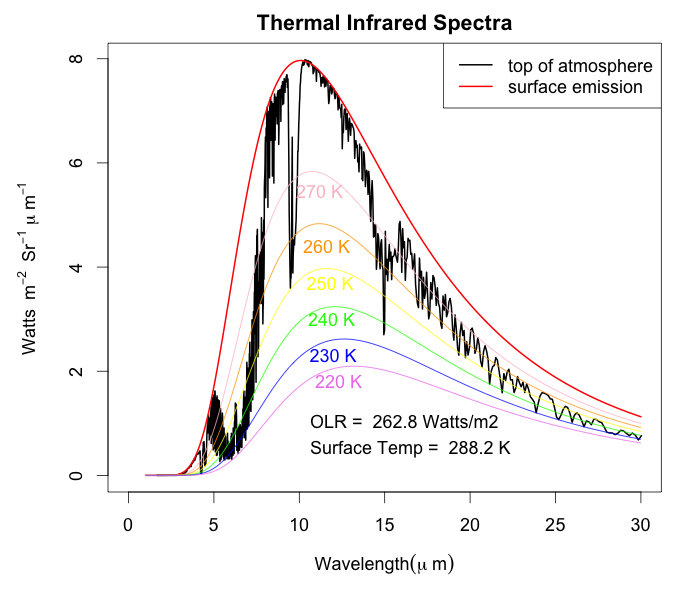 Thermal Infrared Spectra
top of atmosphere
surface emission
Watts m⁻² Sr⁻¹ μ m⁻¹
8
6
4
2
0
270 K
260 K
250 K
240 K
230 K
220 K
OLR = 262.8 Watts/m2
Surface Temp = 288.2 K
0 5 10 15 20 25 30
Wavelength(μ m)